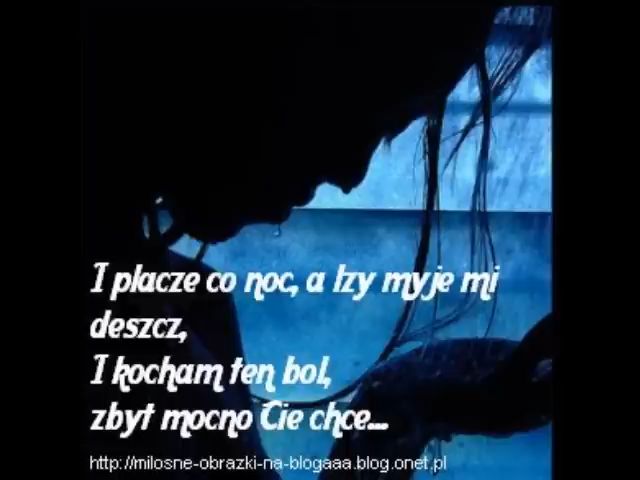 I placze co noc, a lzy myje mi
deszcz,
I kocham ten bol,
zbyt mocno Cie chce...
http://milosne-obrazki-na-blogaaa.blog.onet.pl